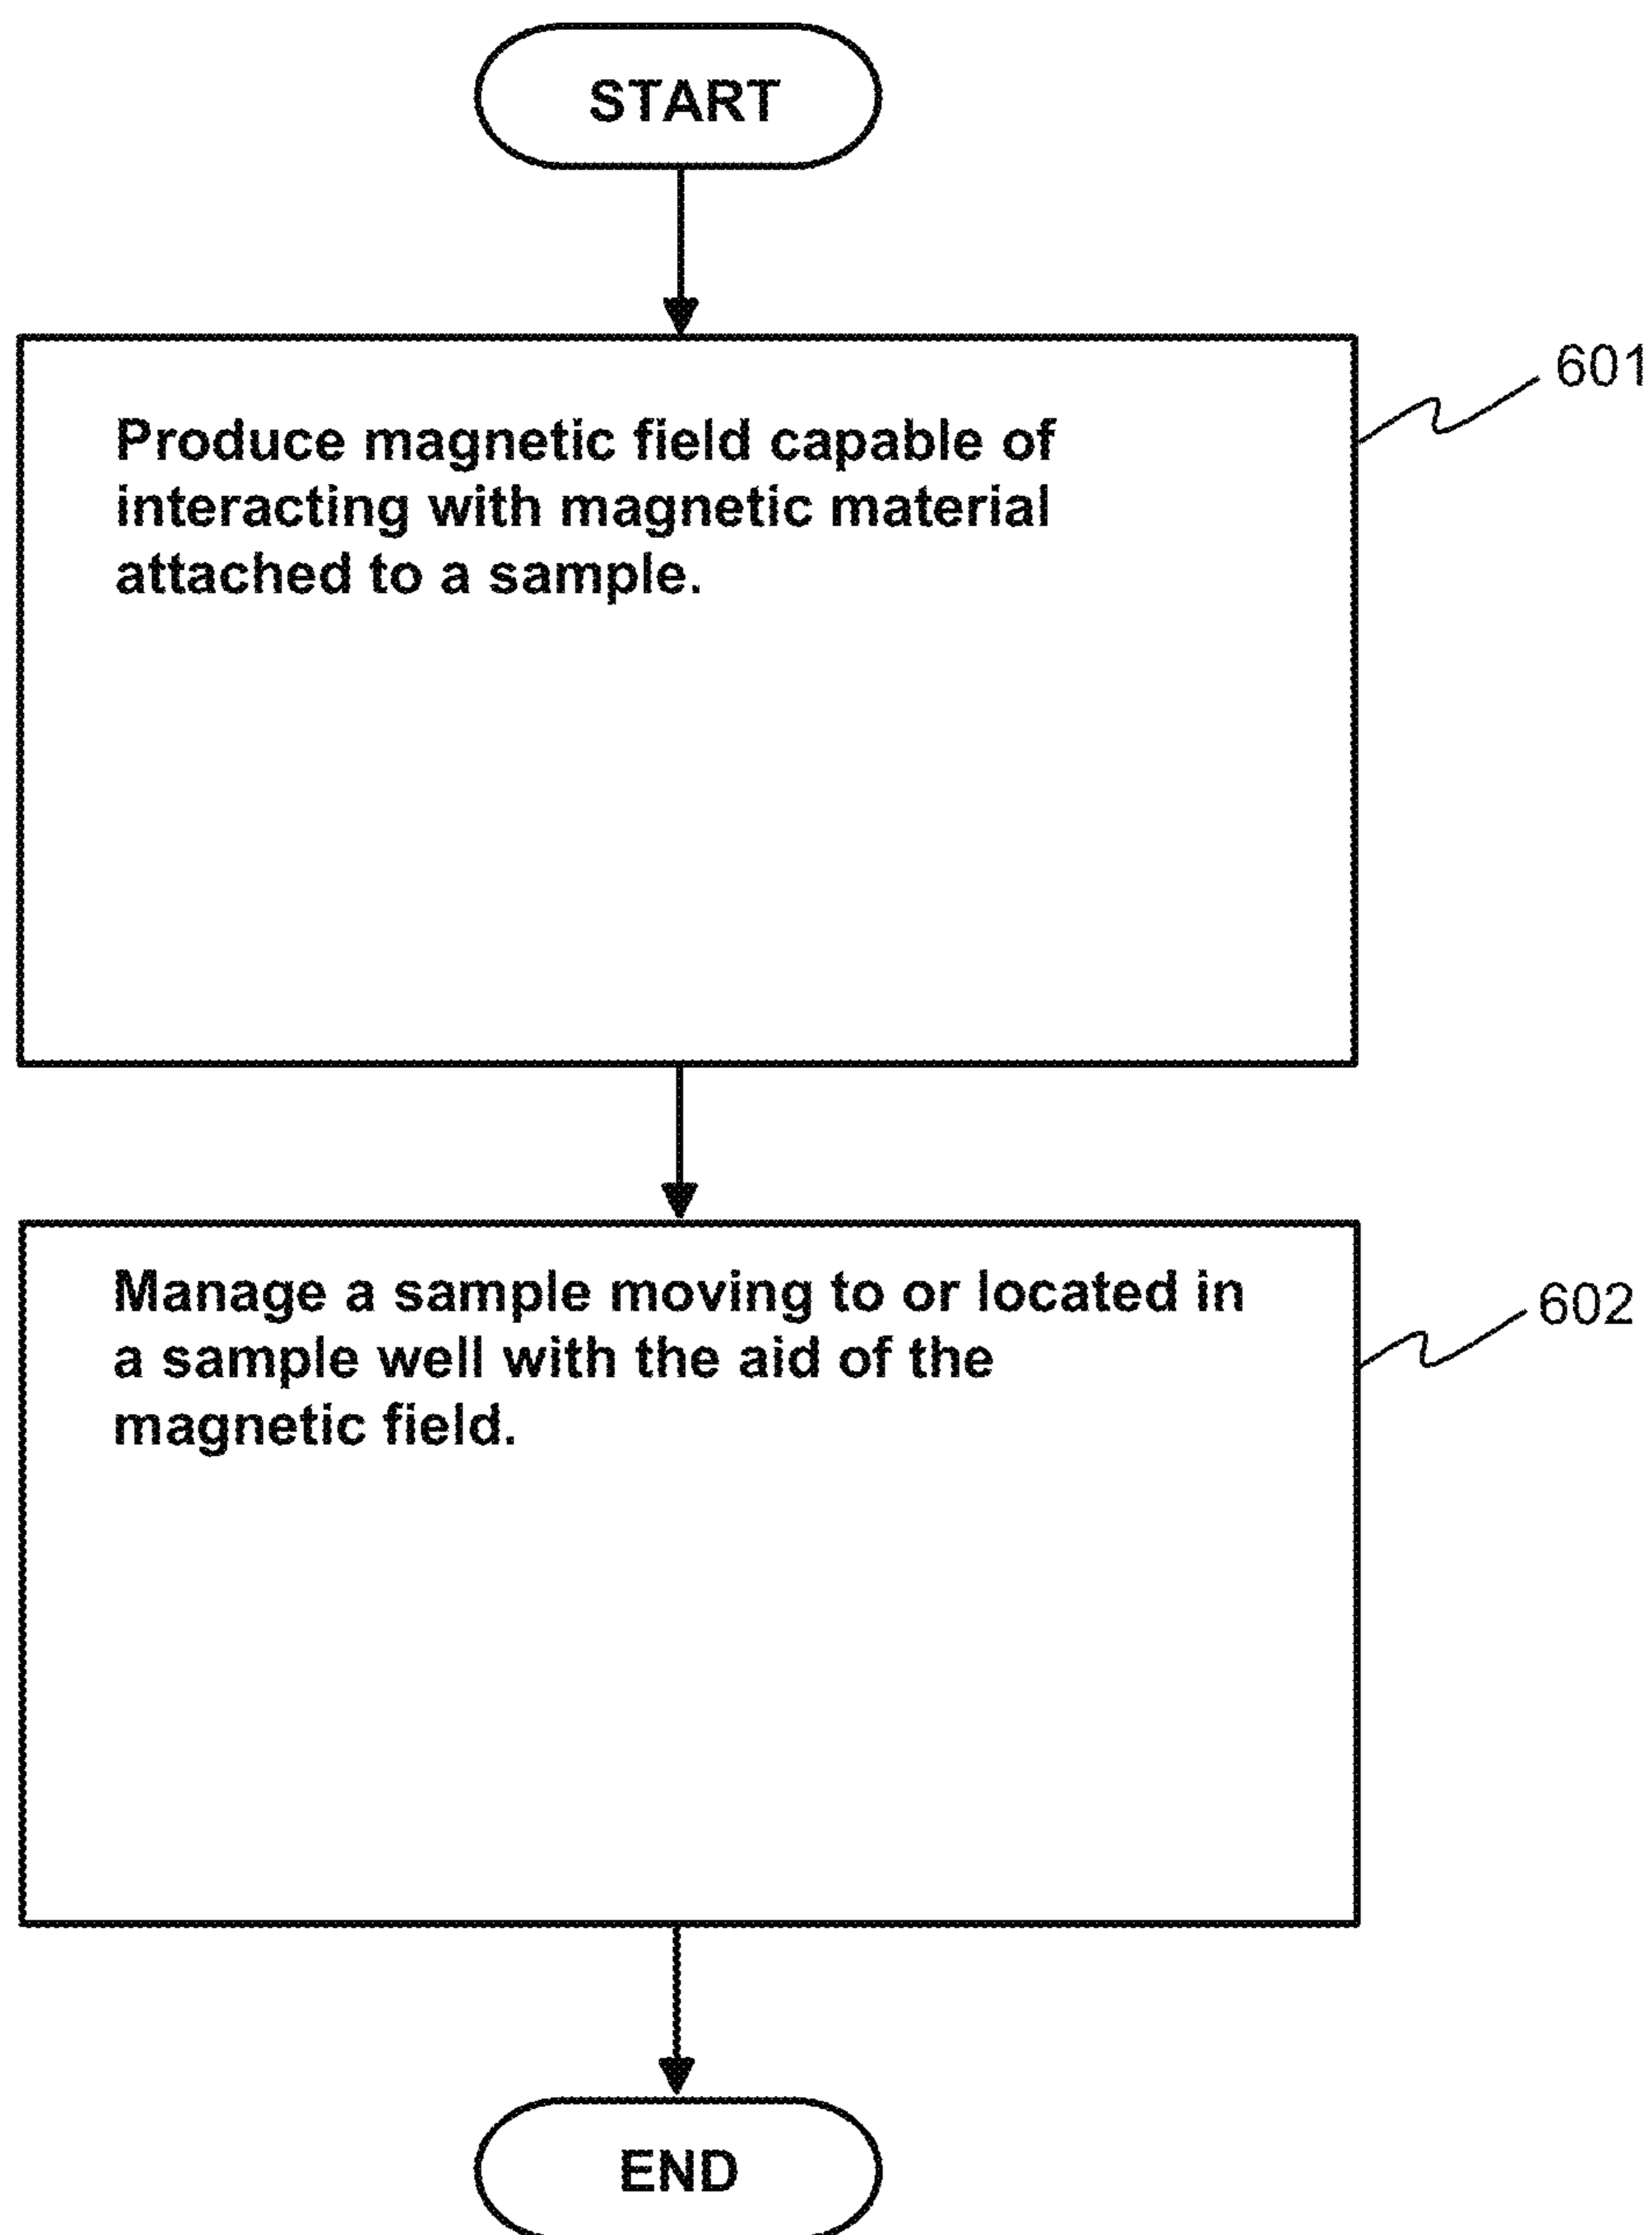 START
601
Produce magnetic field capable of
interacting with magnetic material
attached to a sample.
Manage a sample moving to or located in
602
a sample well with the aid of the
magnetic field.
END